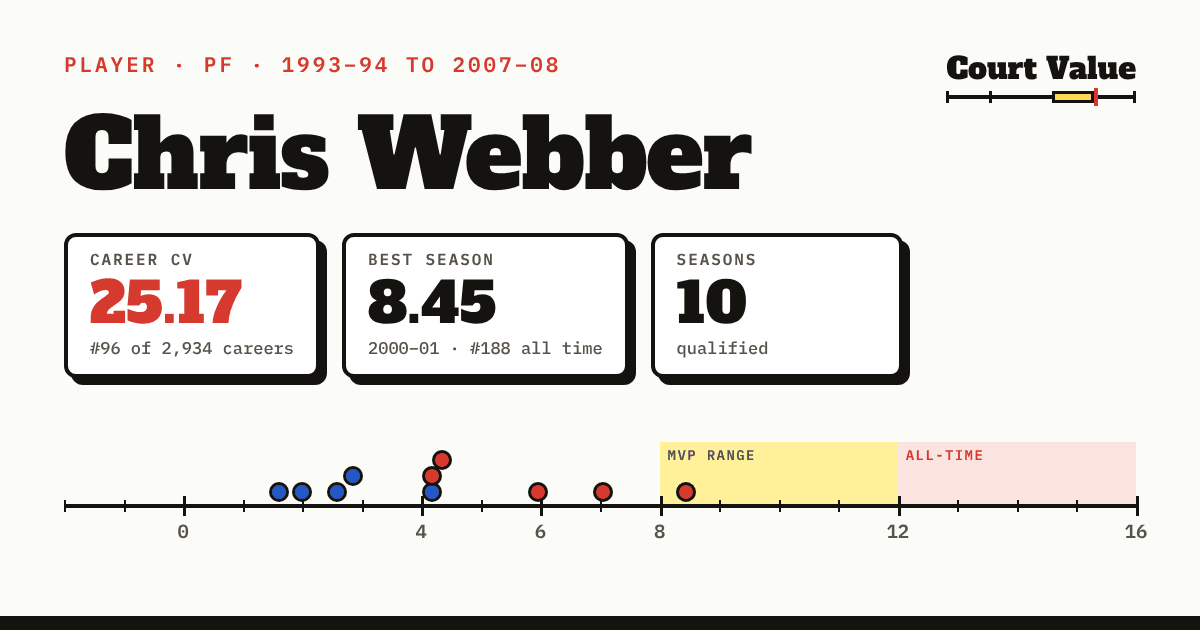 PLAYER · PF · 1993–94 TO 2007–08
Court Value
Chris Webber
CAREER CV
25.17
#96 of 2,934 careers
BEST SEASON
8.45
2000–01 · #188 all time
SEASONS
10
qualified
MVP RANGE
ALL-TIME
0 4 6 8 12 16